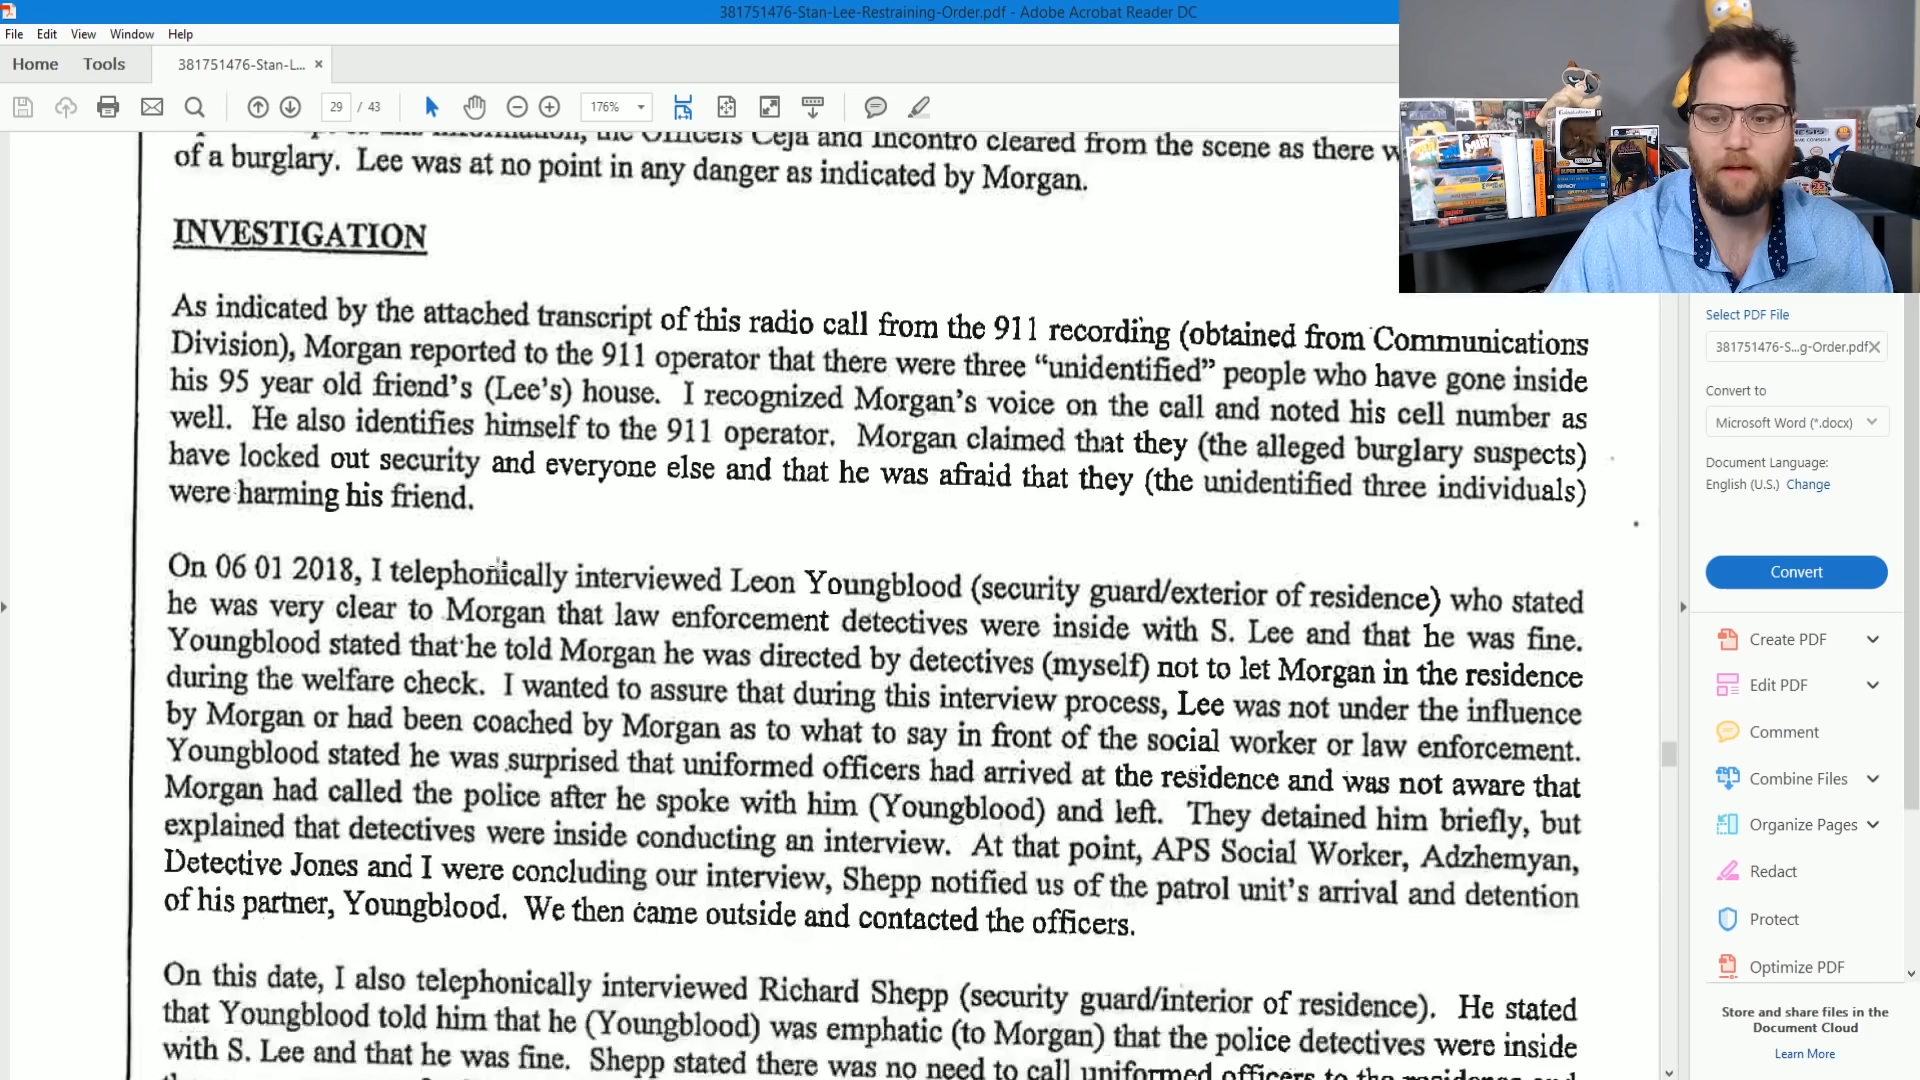 381751476-Stan-Lee-Restraining-Order.pdf - Adobe Acrobat Reader DC
File Edit View Window Help
Home Tools 381751476-Stan-L... ×
29 / 43 176%
information, the Officers Ceja and Incontro cleared from the scene as there
of a burglary. Lee was at no point in any danger as indicated by Morgan.
INVESTIGATION
As indicated by the attached transcript of this radio call from the 911 recording (obtained from Communications
Division), Morgan reported to the 911 operator that there were three “unidentified” people who have gone inside
his 95 year old friend’s (Lee’s) house. I recognized Morgan’s voice on the call and noted his cell number as
well. He also identifies himself to the 911 operator. Morgan claimed that they (the alleged burglary suspects)
have locked out security and everyone else and that he was afraid that they (the unidentified three individuals)
were harming his friend.
On 06 01 2018, I telephonically interviewed Leon Youngblood (security guard/exterior of residence) who stated
he was very clear to Morgan that law enforcement detectives were inside with S. Lee and that he was fine.
Youngblood stated that he told Morgan he was directed by detectives (myself) not to let Morgan in the residence
during the welfare check. I wanted to assure that during this interview process, Lee was not under the influence
by Morgan or had been coached by Morgan as to what to say in front of the social worker or law enforcement.
Youngblood stated he was surprised that uniformed officers had arrived at the residence and was not aware that
Morgan had called the police after he spoke with him (Youngblood) and left. They detained him briefly, but
explained that detectives were inside conducting an interview. At that point, APS Social Worker, Adzhemyan,
Detective Jones and I were concluding our interview, Shepp notified us of the patrol unit’s arrival and detention
of his partner, Youngblood. We then came outside and contacted the officers.
On this date, I also telephonically interviewed Richard Shepp (security guard/interior of residence). He stated
that Youngblood told him that he (Youngblood) was emphatic (to Morgan) that the police detectives were inside
with S. Lee and that he was fine. Shepp stated there was no need to call uniformed officers to the residence and
GENESIS
Select PDF File
381751476-S...g-Order.pdf
Convert to
Microsoft Word (*.docx)
Document Language:
English (U.S.) Change
Convert
Create PDF
Edit PDF
Comment
Combine Files
Organize Pages
Redact
Protect
Optimize PDF
Store and share files in the
Document Cloud
Learn More